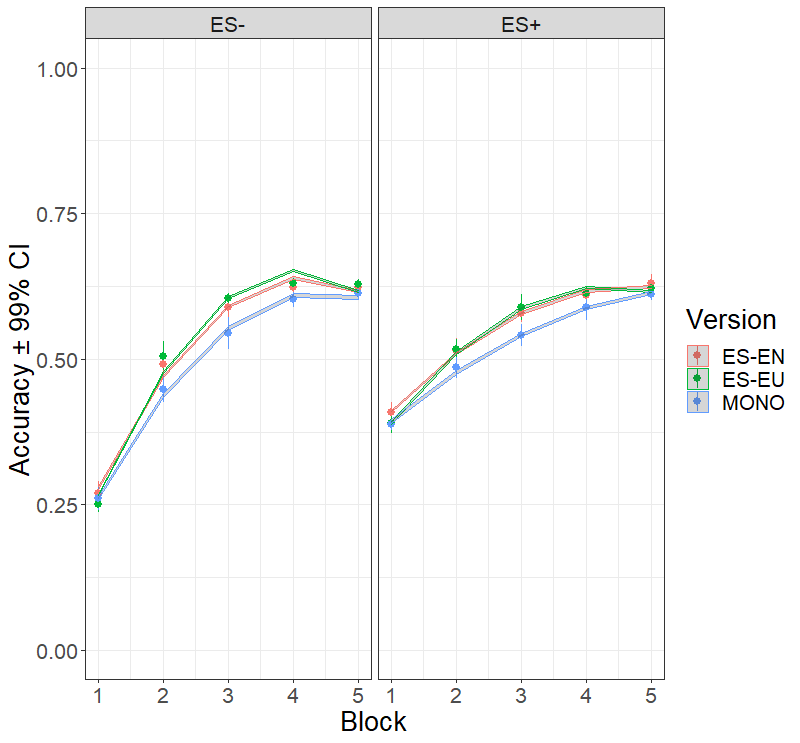 ES-
ES+
1.00
0.75
0.50
0.25
0.00
Accuracy ± 99% CI
1 2 3 4 5
1 2 3 4 5
Block
Version
ES-EN
ES-EU
MONO